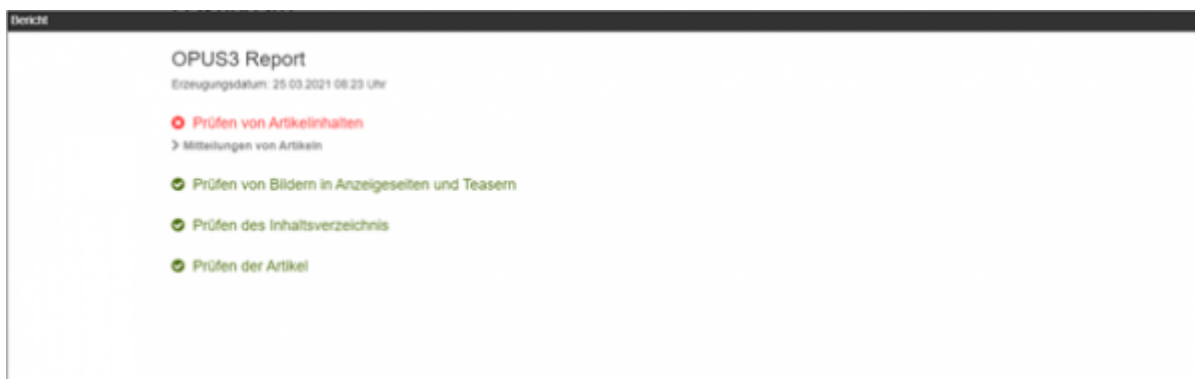 Bericht
OPUS3 Report
Erzeugungsdatum: 25.03.2021 08:23 Uhr
Prüfen von Artikelinhalten
Mitteilungen von Artikeln
Prüfen von Bildern in Anzeigeseiten und Teasern
Prüfen des Inhaltsverzeichnis
Prüfen der Artikel